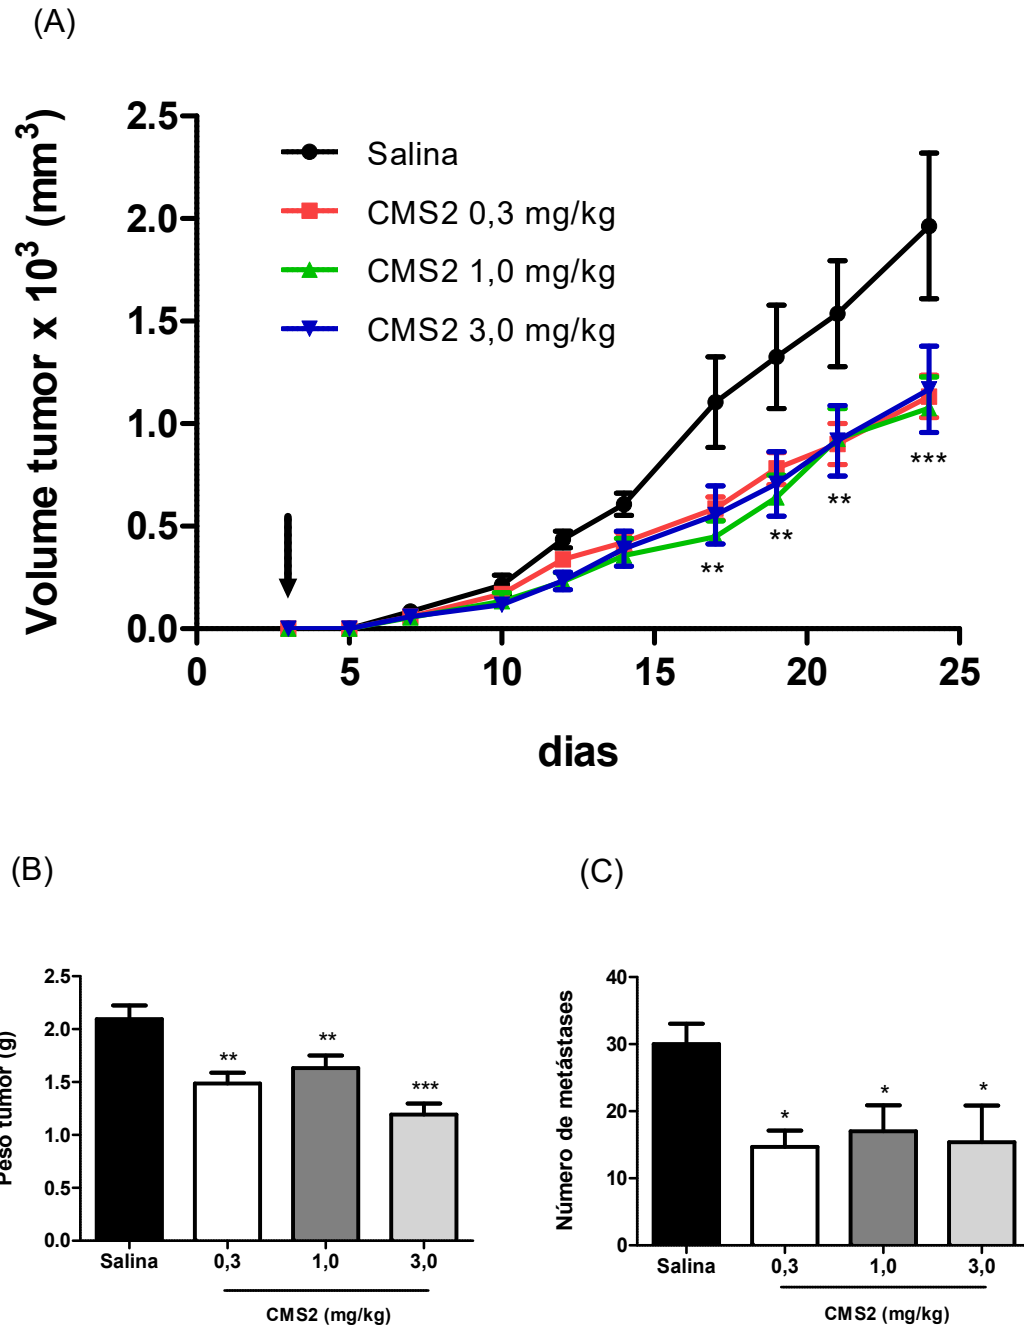 (A)
Volume tumor x 10³ (mm³)
2.5
2.0
1.5
1.0
0.5
0.0
Salina
CMS2 0,3 mg/kg
CMS2 1,0 mg/kg
CMS2 3,0 mg/kg
**
**
**
***
0 5 10 15 20 25
dias
(B)
Peso tumor (g)
2.5
2.0
1.5
1.0
0.5
0.0
**
**
***
Salina 0,3 1,0 3,0
CMS2 (mg/kg)
(C)
Número de metástases
40
30
20
10
0
*
*
*
Salina 0,3 1,0 3,0
CMS2 (mg/kg)